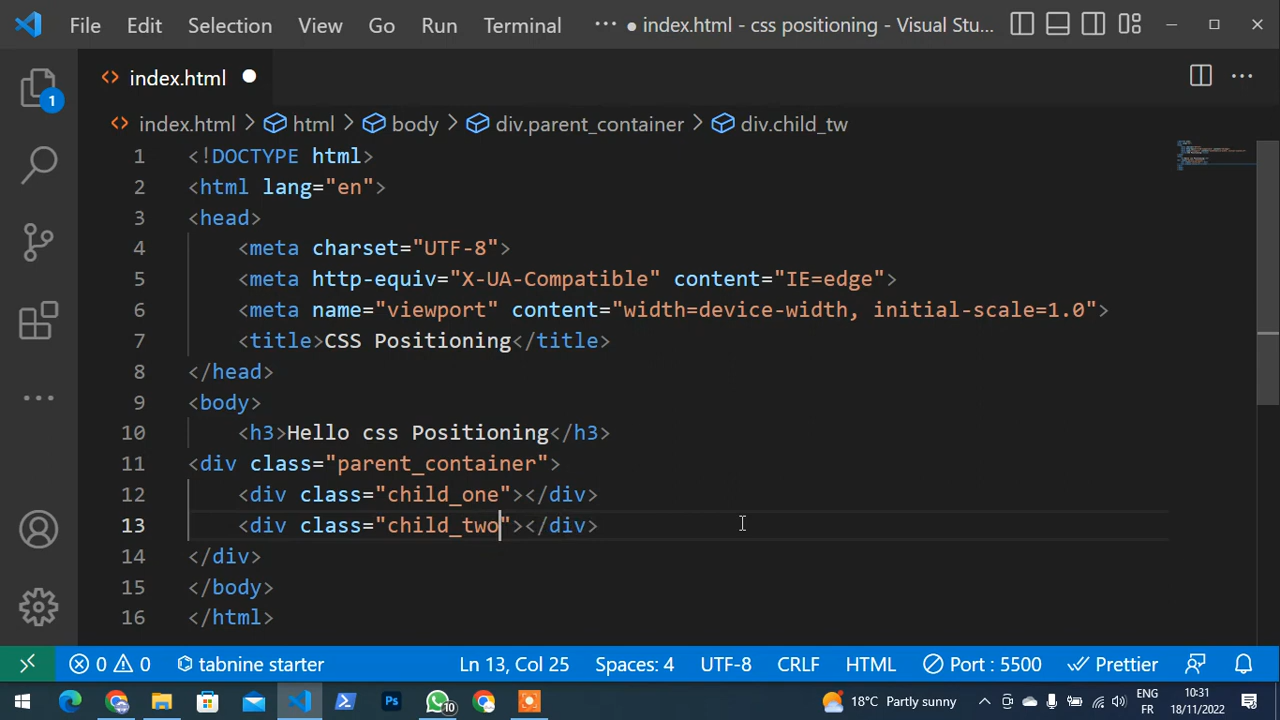 File Edit Selection View Go Run Terminal ··· ● index.html - css positioning - Visual Stu...
index.html
index.html > html > body > div.parent_container > div.child_tw
1 <!DOCTYPE html>
2 <html lang="en">
3 <head>
4 <meta charset="UTF-8">
5 <meta http-equiv="X-UA-Compatible" content="IE=edge">
6 <meta name="viewport" content="width=device-width, initial-scale=1.0">
7 <title>CSS Positioning</title>
8 </head>
9 <body>
10 <h3>Hello css Positioning</h3>
11 <div class="parent_container">
12 <div class="child_one"></div>
13 <div class="child_two"></div>
14 </div>
15 </body>
16 </html>
1
0 0 tabnine starter Ln 13, Col 25 Spaces: 4 UTF-8 CRLF HTML Port : 5500 Prettier
Ps 10 18°C Partly sunny ENG FR 10:31 18/11/2022